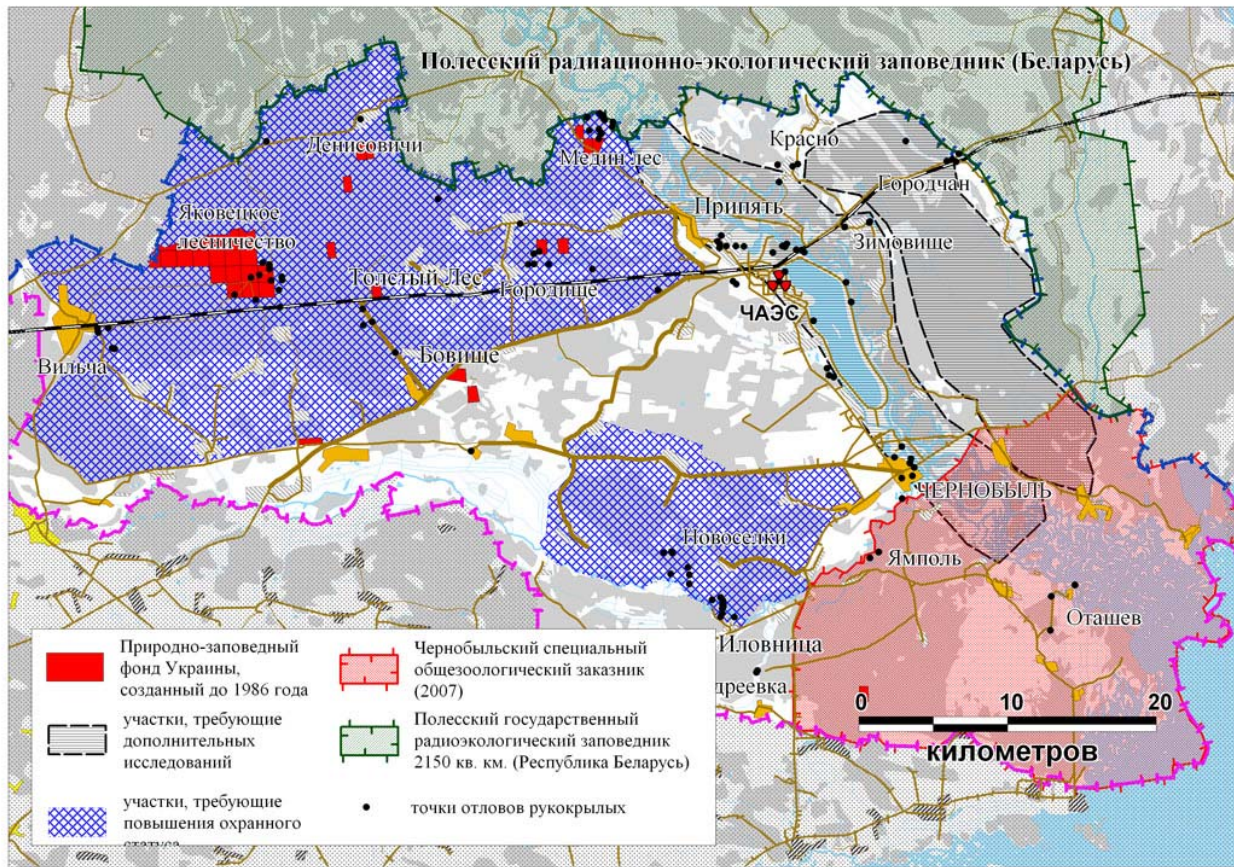 Полесский радиационно-экологический заповедник (Беларусь)
Денисовичи
Медин лес
Красно
Городчан
Яковецкое
лесничество
Припять
Зимовище
Толстый Лес
Городище
ЧАЭС
Вильча
Бовище
ЧЕРНОБЫЛЬ
Новоселки
Ямполь
Оташев
Иловница
дреевка
0 10 20
километров
Природно-заповедный
фонд Украины,
созданный до 1986 года
участки, требующие
дополнительных
исследований
участки, требующие
повышения охранного
статуса
Чернобыльский специальный
общезоологический заказник
(2007)
Полесский государственный
радиоэкологический заповедник
2150 кв. км. (Республика Беларусь)
точки отловов рукокрылых